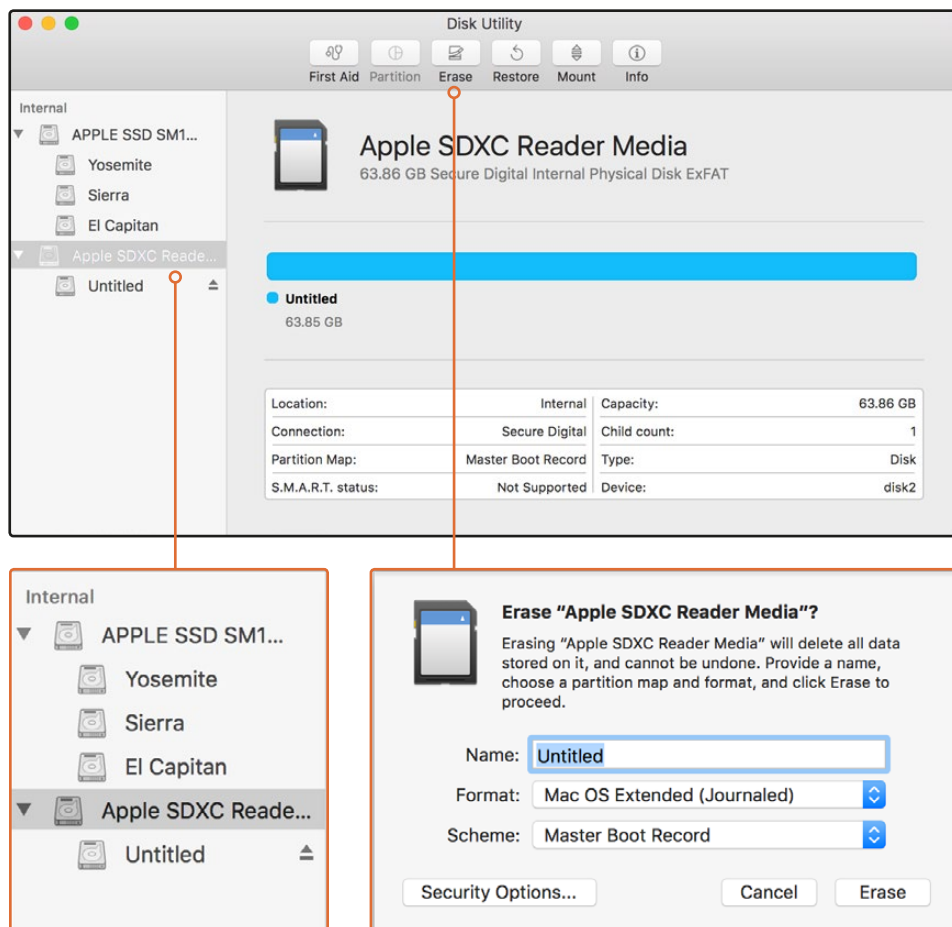 Disk Utility
First Aid Partition Erase Restore Mount Info
Internal
APPLE SSD SM1...
Yosemite
Sierra
El Capitan
Apple SDXC Reade...
Untitled
Apple SDXC Reader Media
63.86 GB Secure Digital Internal Physical Disk ExFAT
Untitled
63.85 GB
Location: Internal Capacity: 63.86 GB
Connection: Secure Digital Child count: 1
Partition Map: Master Boot Record Type: Disk
S.M.A.R.T. status: Not Supported Device: disk2
Internal
APPLE SSD SM1...
Yosemite
Sierra
El Capitan
Apple SDXC Reade...
Untitled
Erase “Apple SDXC Reader Media”?
Erasing “Apple SDXC Reader Media” will delete all data
stored on it, and cannot be undone. Provide a name,
choose a partition map and format, and click Erase to
proceed.
Name: Untitled
Format: Mac OS Extended (Journaled)
Scheme: Master Boot Record
Security Options... Cancel Erase